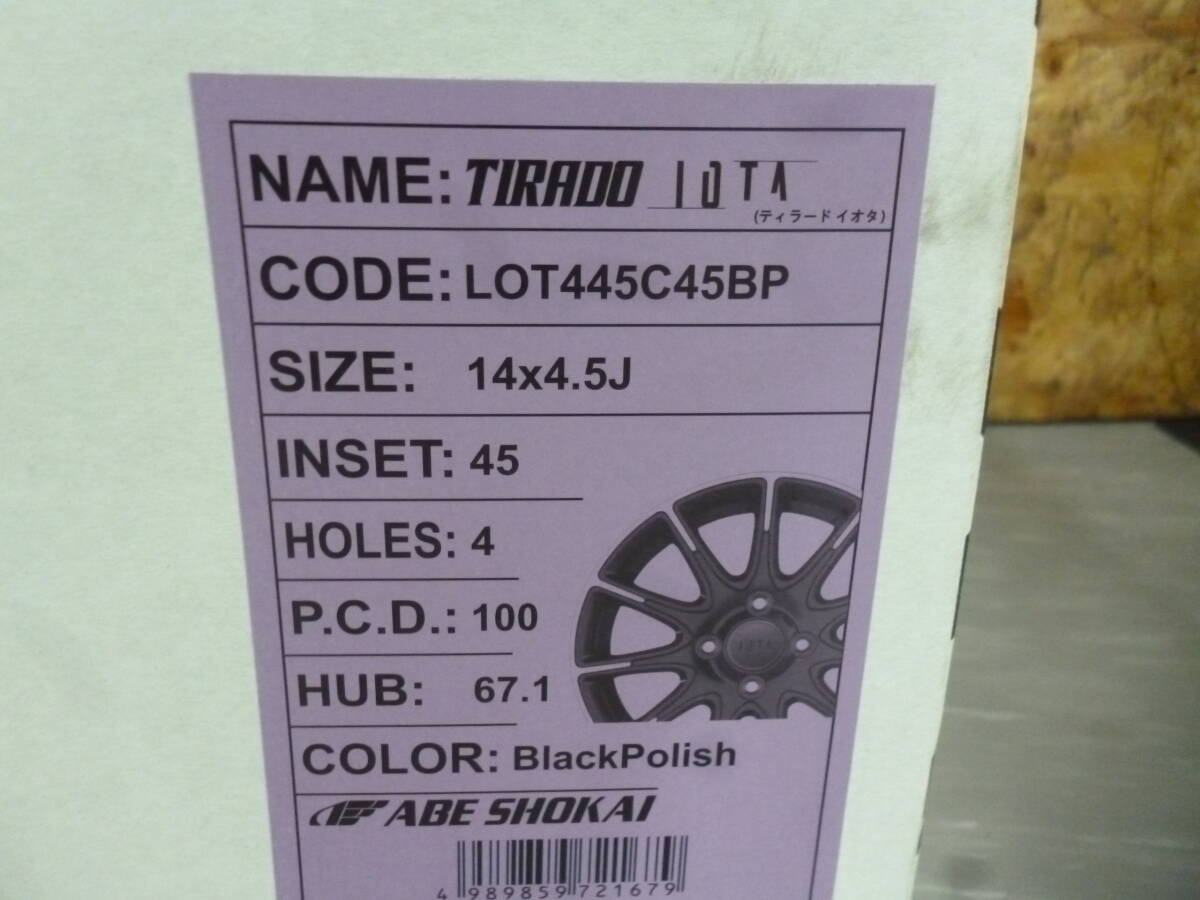 NAME: TIRADO IOTA
(ティラード イオタ)
CODE: LOT445C45BP
SIZE: 14x4.5J
INSET: 45
HOLES: 4
P.C.D.: 100
HUB: 67.1
COLOR: BlackPolish
ABE SHOKAI
4 989859 721679